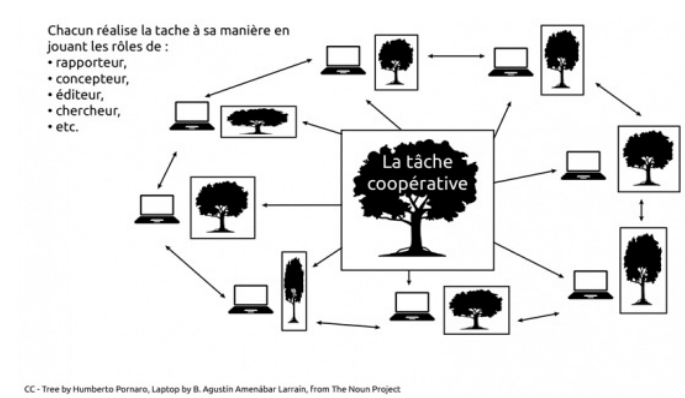 Chacun réalise la tache à sa manière en
jouant les rôles de :
• rapporteur,
• concepteur,
• éditeur,
• chercheur,
• etc.
La tâche
coopérative
CC - Tree by Humberto Pornaro, Laptop by B. Agustín Amenábar Larraín, from The Noun Project